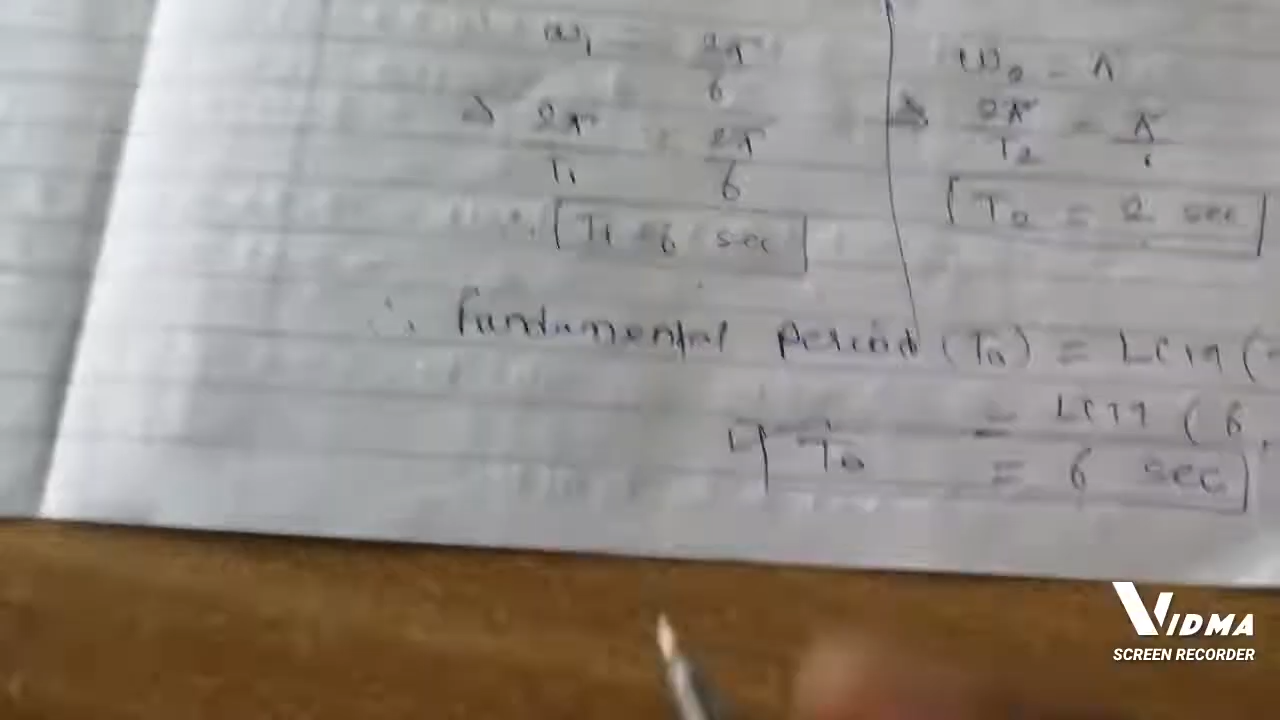 ω₁ = 2π/6
⇒ 2π/T₁ = 2π/6
∴ T₁ = 6 sec
ω₂ = π
⇒ 2π/T₂ = π/1
T₂ = 2 sec
∴ Fundamental period (T₀) = LCM (
= LCM ( 6,
T₀ = 6 sec
VIDMA
SCREEN RECORDER